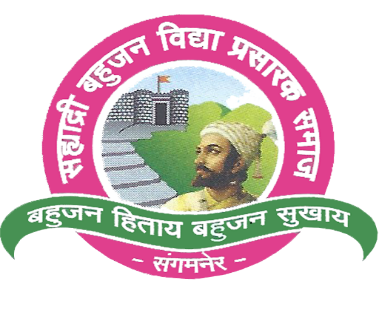 सह्याद्री बहुजन विद्या प्रसारक समाज
बहुजन हिताय बहुजन सुखाय
- संगमनेर -